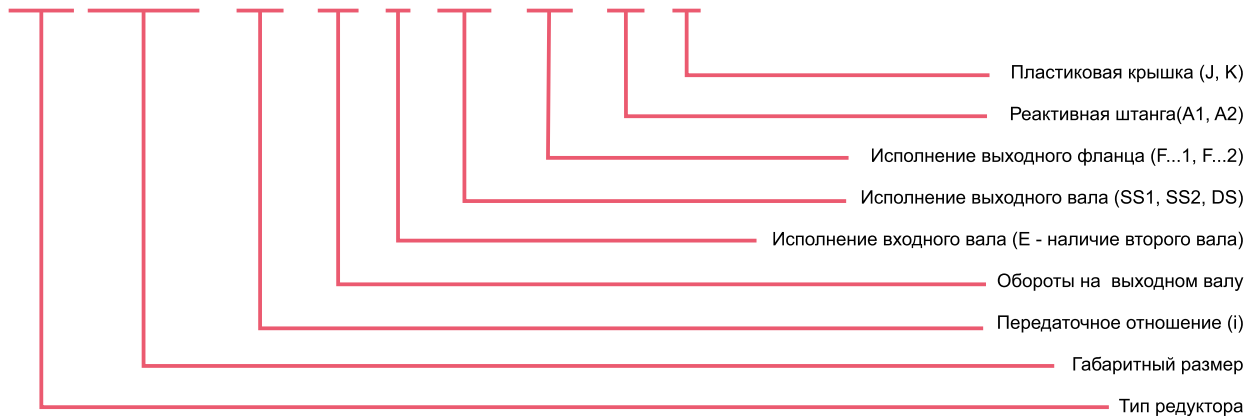 Пластиковая крышка (J, K)
Реактивная штанга(A1, A2)
Исполнение выходного фланца (F...1, F...2)
Исполнение выходного вала (SS1, SS2, DS)
Исполнение входного вала (E - наличие второго вала)
Обороты на  выходном валу
Передаточное отношение (i)
Габаритный размер
Тип редуктора